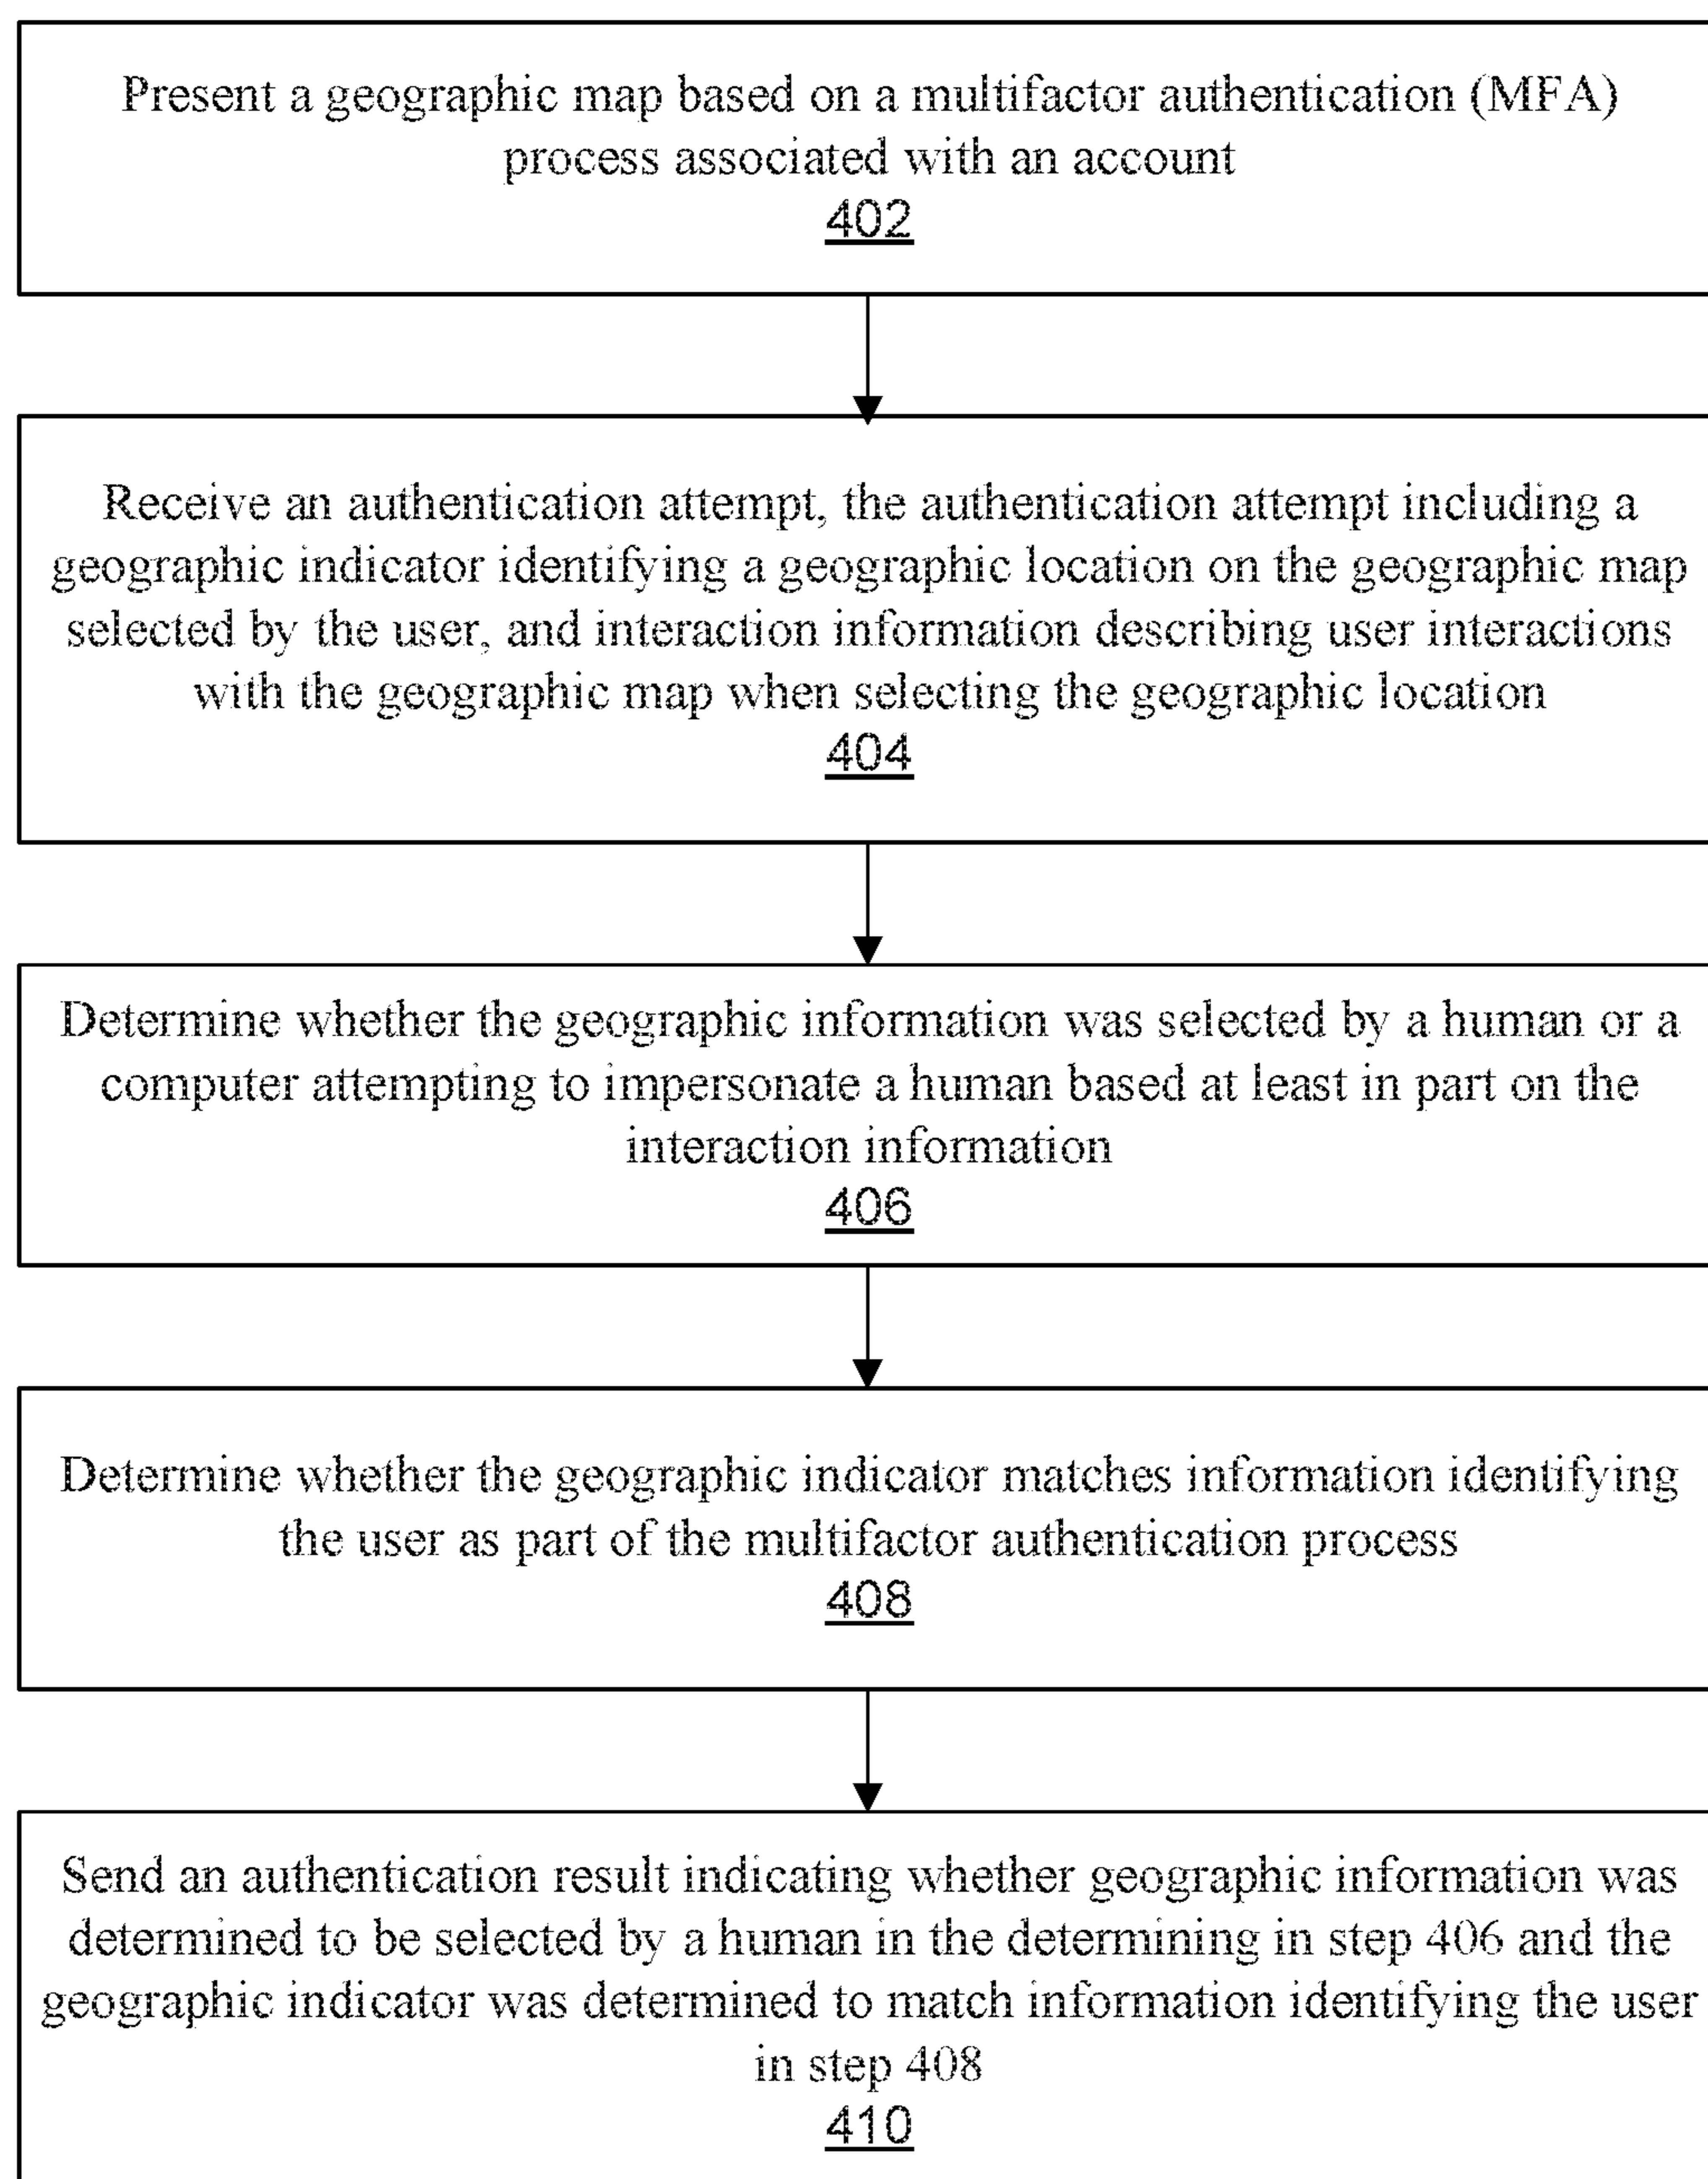 Present a geographic map based on a multifactor authentication (MFA)
process associated with an account
402
Receive an authentication attempt, the authentication attempt including a
geographic indicator identifying a geographic location on the geographic map
selected by the user, and interaction information describing user interactions
with the geographic map when selecting the geographic location
404
Determine whether the geographic information was selected by a human or a
computer attempting to impersonate a human based at least in part on the
interaction information
406
Determine whether the geographic indicator matches information identifying
the user as part of the multifactor authentication process
408
Send an authentication result indicating whether geographic information was
determined to be selected by a human in the determining in step 406 and the
geographic indicator was determined to match information identifying the user
in step 408
410